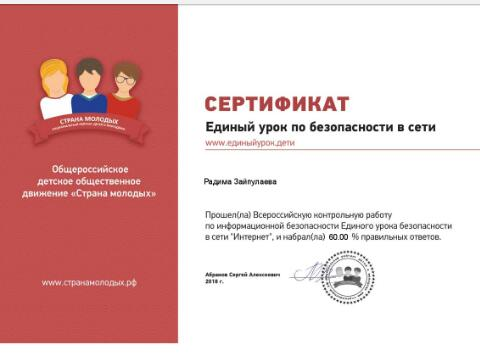 СТРАНА МОЛОДЫХ
Общероссийское
детское общественное
движение «Страна молодых»
www.странамолодых.рф
СЕРТИФИКАТ
Единый урок по безопасности в сети
www.единыйурок.дети
Радима Зайпулаева
Прошел(ла) Всероссийскую контрольную работу
по информационной безопасности Единого урока безопасности
в сети "Интернет", и набрал(ла) 60.00 % правильных ответов.
Абрамов Сергей Алексеевич
2018 г.